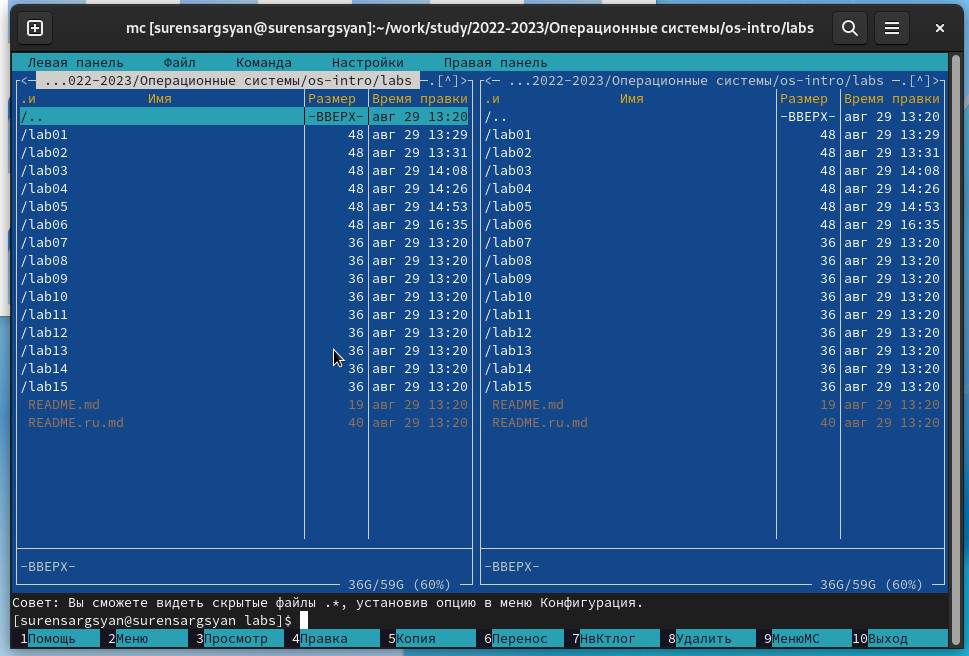 mc [surensargsyan@surensargsyan]:~/work/study/2022-2023/Операционные системы/os-intro/labs
Левая панель Файл Команда Настройки Правая панель
<─ ...022-2023/Операционные системы/os-intro/labs ─.[^]> <─ ...2022-2023/Операционные системы/os-intro/labs ─.[^]>
.и Имя Размер Время правки .и Имя Размер Время правки
/.. -ВВЕРХ- авг 29 13:20 /.. -ВВЕРХ- авг 29 13:20
/lab01 48 авг 29 13:29 /lab01 48 авг 29 13:29
/lab02 48 авг 29 13:31 /lab02 48 авг 29 13:31
/lab03 48 авг 29 14:08 /lab03 48 авг 29 14:08
/lab04 48 авг 29 14:26 /lab04 48 авг 29 14:26
/lab05 48 авг 29 14:53 /lab05 48 авг 29 14:53
/lab06 48 авг 29 16:35 /lab06 48 авг 29 16:35
/lab07 36 авг 29 13:20 /lab07 36 авг 29 13:20
/lab08 36 авг 29 13:20 /lab08 36 авг 29 13:20
/lab09 36 авг 29 13:20 /lab09 36 авг 29 13:20
/lab10 36 авг 29 13:20 /lab10 36 авг 29 13:20
/lab11 36 авг 29 13:20 /lab11 36 авг 29 13:20
/lab12 36 авг 29 13:20 /lab12 36 авг 29 13:20
/lab13 36 авг 29 13:20 /lab13 36 авг 29 13:20
/lab14 36 авг 29 13:20 /lab14 36 авг 29 13:20
/lab15 36 авг 29 13:20 /lab15 36 авг 29 13:20
README.md 19 авг 29 13:20 README.md 19 авг 29 13:20
README.ru.md 40 авг 29 13:20 README.ru.md 40 авг 29 13:20
-ВВЕРХ- -ВВЕРХ-
36G/59G (60%) 36G/59G (60%)
Совет: Вы сможете видеть скрытые файлы .*, установив опцию в меню Конфигурация.
[surensargsyan@surensargsyan labs]$
1Помощь 2Меню 3Просмотр 4Правка 5Копия 6Перенос 7НвКтлог 8Удалить 9МенюМС 10Выход